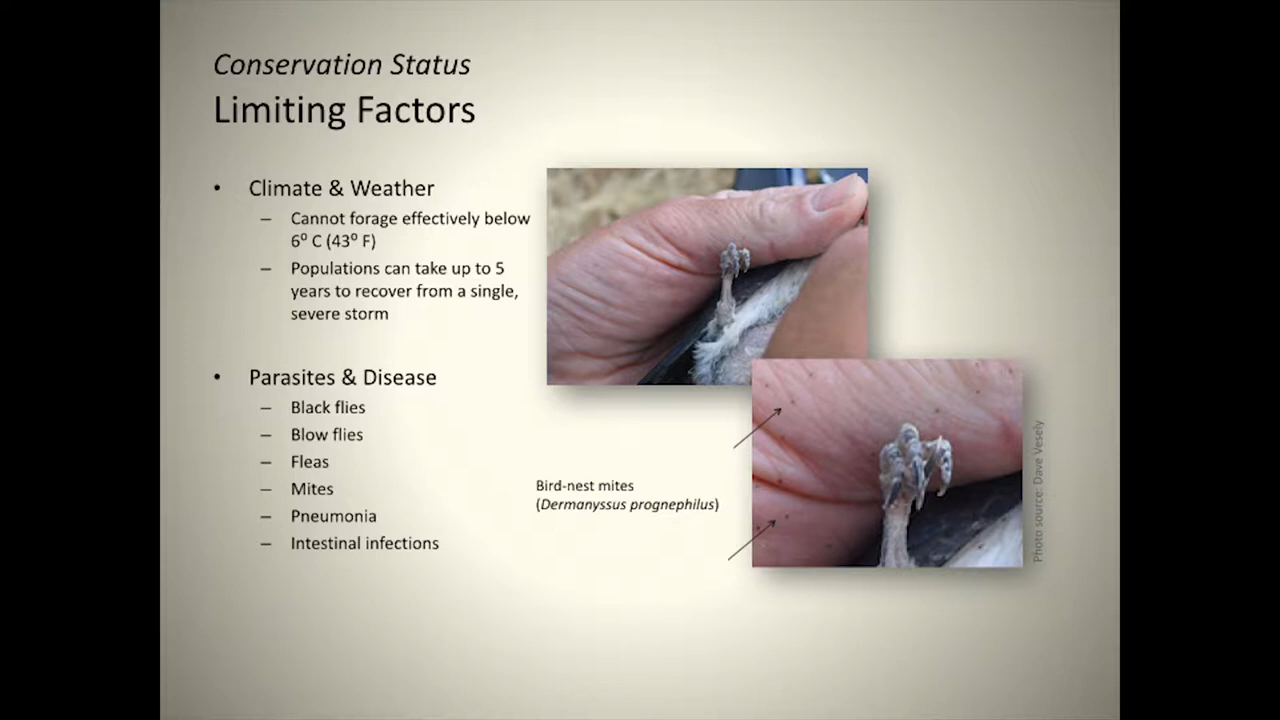 Conservation Status
Limiting Factors
• Climate & Weather
– Cannot forage effectively below
6⁰ C (43⁰ F)
– Populations can take up to 5
years to recover from a single,
severe storm
• Parasites & Disease
– Black flies
– Blow flies
– Fleas
– Mites
– Pneumonia
– Intestinal infections
Bird-nest mites
(Dermanyssus prognephilus)
Photo source: Dave Vesely